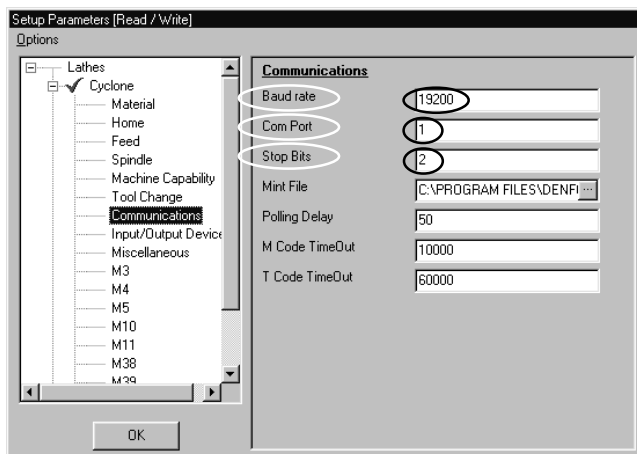 Setup Parameters [Read / Write]
Options
Lathes
Cyclone
Material
Home
Feed
Spindle
Machine Capability
Tool Change
Communications
Input/Output Device
Miscellaneous
M3
M4
M5
M10
M11
M38
M39
OK
Communications
Baud rate 19200
Com Port 1
Stop Bits 2
Mint File C:\PROGRAM FILES\DENFI ...
Polling Delay 50
M Code TimeOut 10000
T Code TimeOut 60000